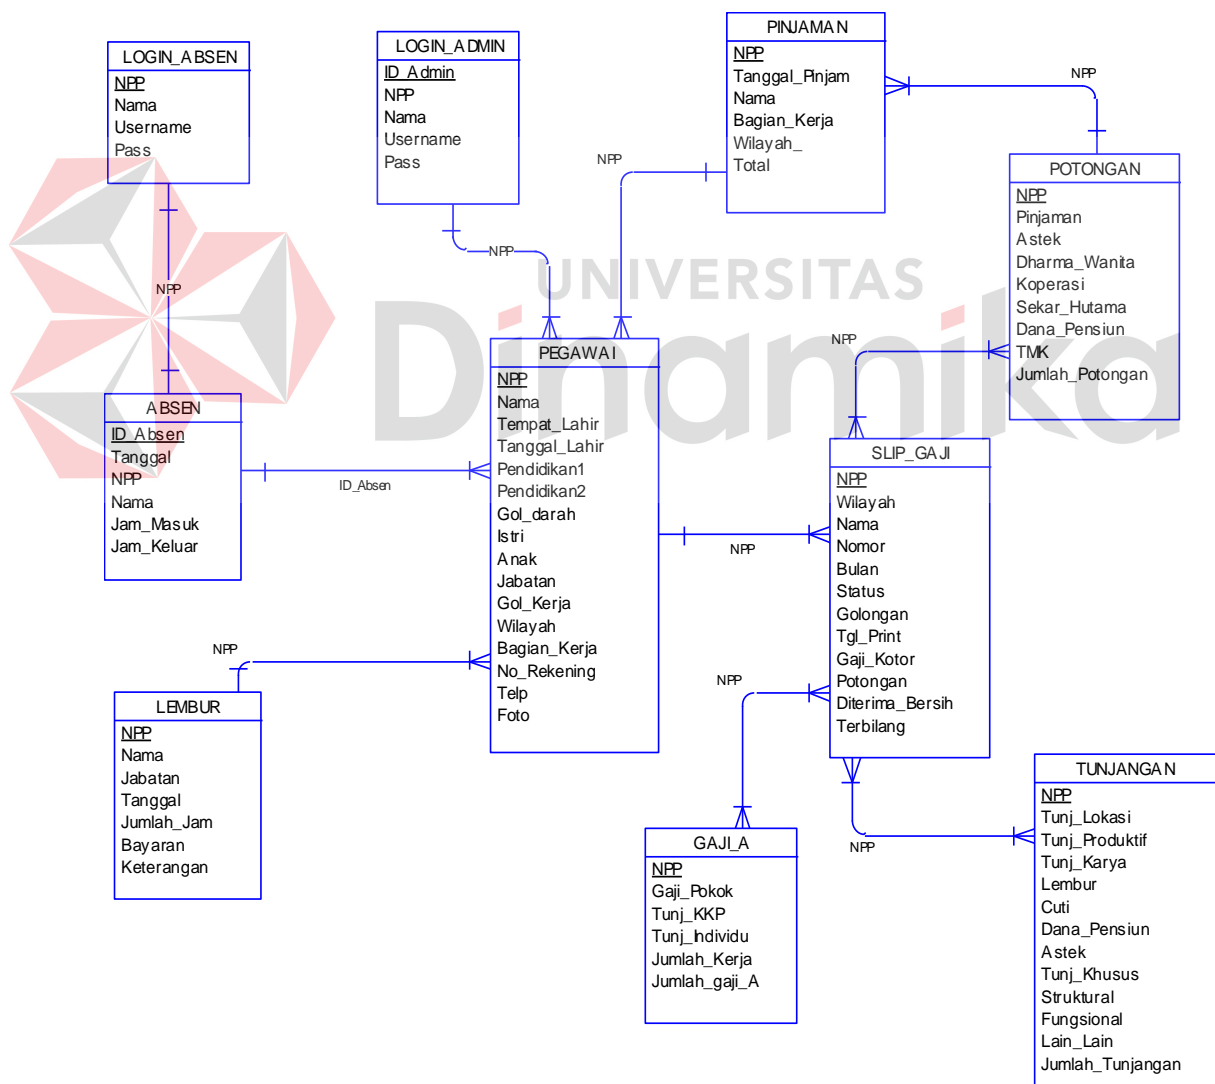 LOGIN_ABSEN
NPP
Nama
Username
Pass
LOGIN_ADMIN
ID_Admin
NPP
Nama
Username
Pass
PINJAMAN
NPP
Tanggal_Pinjam
Nama
Bagian_Kerja
Wilayah_
Total
NPP
POTONGAN
NPP
Pinjaman
Astek
Dharma_Wanita
Koperasi
Sekar_Hutama
Dana_Pensiun
TMK
Jumlah_Potongan
NPP
NPP
NPP
UNIVERSITAS
Dinamika
NPP
ABSEN
ID_Absen
Tanggal
NPP
Nama
Jam_Masuk
Jam_Keluar
ID_Absen
PEGAWAI
NPP
Nama
Tempat_Lahir
Tanggal_Lahir
Pendidikan1
Pendidikan2
Gol_darah
Istri
Anak
Jabatan
Gol_Kerja
Wilayah
Bagian_Kerja
No_Rekening
Telp
Foto
NPP
SLIP_GAJI
NPP
Wilayah
Nama
Nomor
Bulan
Status
Golongan
Tgl_Print
Gaji_Kotor
Potongan
Diterima_Bersih
Terbilang
NPP
LEMBUR
NPP
Nama
Jabatan
Tanggal
Jumlah_Jam
Bayaran
Keterangan
NPP
GAJI_A
NPP
Gaji_Pokok
Tunj_KKP
Tunj_Individu
Jumlah_Kerja
Jumlah_gaji_A
NPP
TUNJANGAN
NPP
Tunj_Lokasi
Tunj_Produktif
Tunj_Karya
Lembur
Cuti
Dana_Pensiun
Astek
Tunj_Khusus
Struktural
Fungsional
Lain_Lain
Jumlah_Tunjangan